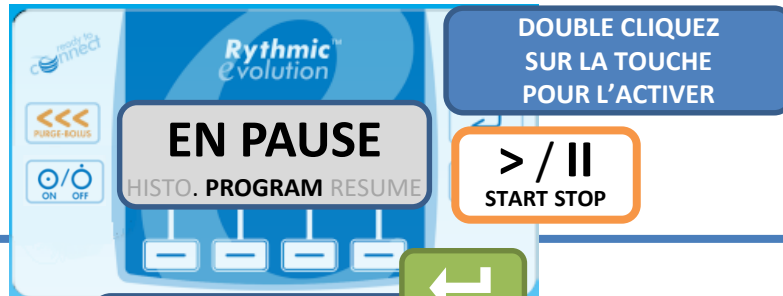 ready to
connect
Rythmic™
evolution
DOUBLE CLIQUEZ
SUR LA TOUCHE
POUR L'ACTIVER
<<<
PURGE-BOLUS
EN PAUSE
HISTO. PROGRAM RESUME
ON OFF
> / II
START STOP